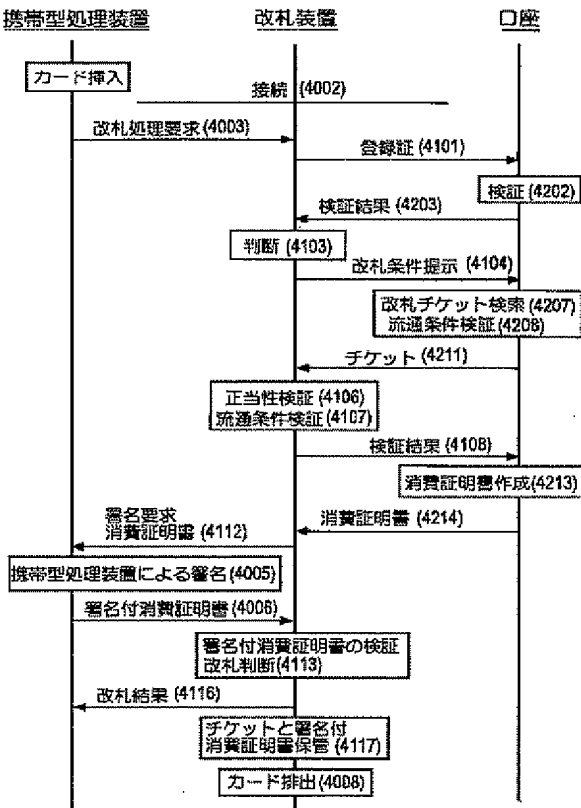 携帯型処理装置
改札装置
口座
カード挿入
接続 (4002)
改札処理要求 (4003)
登録証 (4101)
検証 (4202)
検証結果 (4203)
判断 (4103)
改札条件提示 (4104)
改札チケット検索 (4207)
流通条件検証 (4208)
チケット (4211)
正当性検証 (4106)
流通条件検証 (4107)
検証結果 (4108)
消費証明書作成(4213)
消費証明書 (4214)
署名要求
消費証明書 (4112)
携帯型処理装置による署名 (4005)
署名付消費証明書 (4006)
署名付消費証明書の検証
改札判断(4113)
改札結果 (4116)
チケットと署名付
消費証明書保管 (4117)
カード排出 (4008)